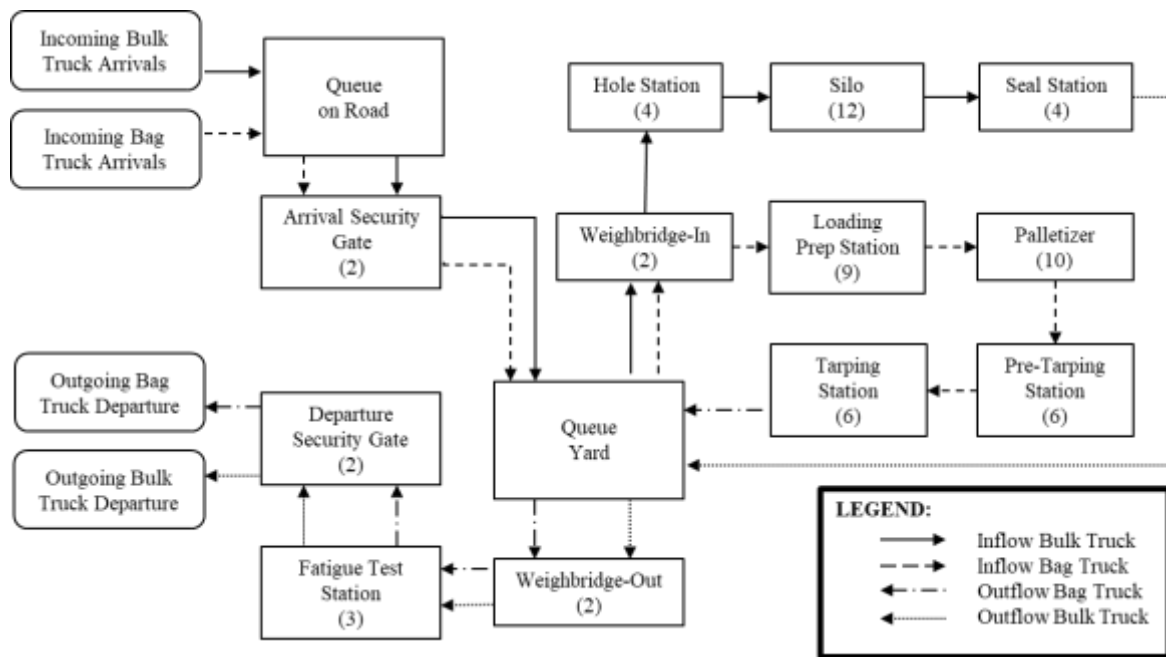 Incoming Bulk
Truck Arrivals
Incoming Bag
Truck Arrivals
Queue
on Road
Arrival Security
Gate
(2)
Hole Station
(4)
Silo
(12)
Seal Station
(4)
Weighbridge-In
(2)
Loading
Prep Station
(9)
Palletizer
(10)
Outgoing Bag
Truck Departure
Outgoing Bulk
Truck Departure
Departure
Security Gate
(2)
Queue
Yard
Tarping
Station
(6)
Pre-Tarping
Station
(6)
Fatigue Test
Station
(3)
Weighbridge-Out
(2)
LEGEND:
Inflow Bulk Truck
Inflow Bag Truck
Outflow Bag Truck
Outflow Bulk Truck